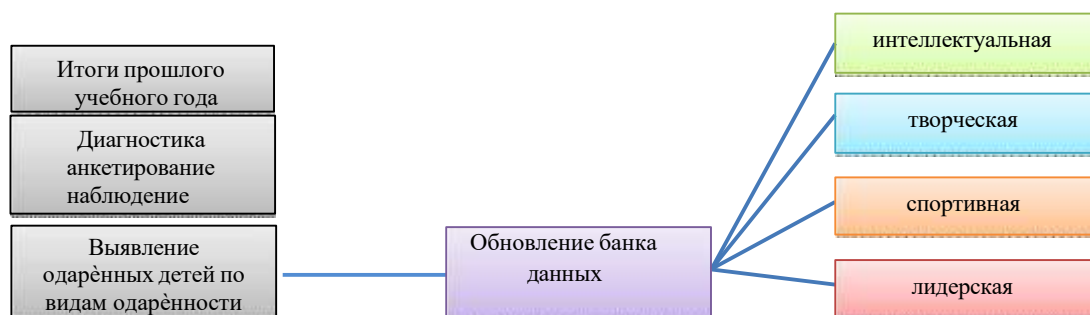 Итоги прошлого
учебного года
Диагностика
анкетирование
наблюдение
Выявление
одарѐнных детей по
видам одарѐнности
Обновление банка
данных
интеллектуальная
творческая
спортивная
лидерская